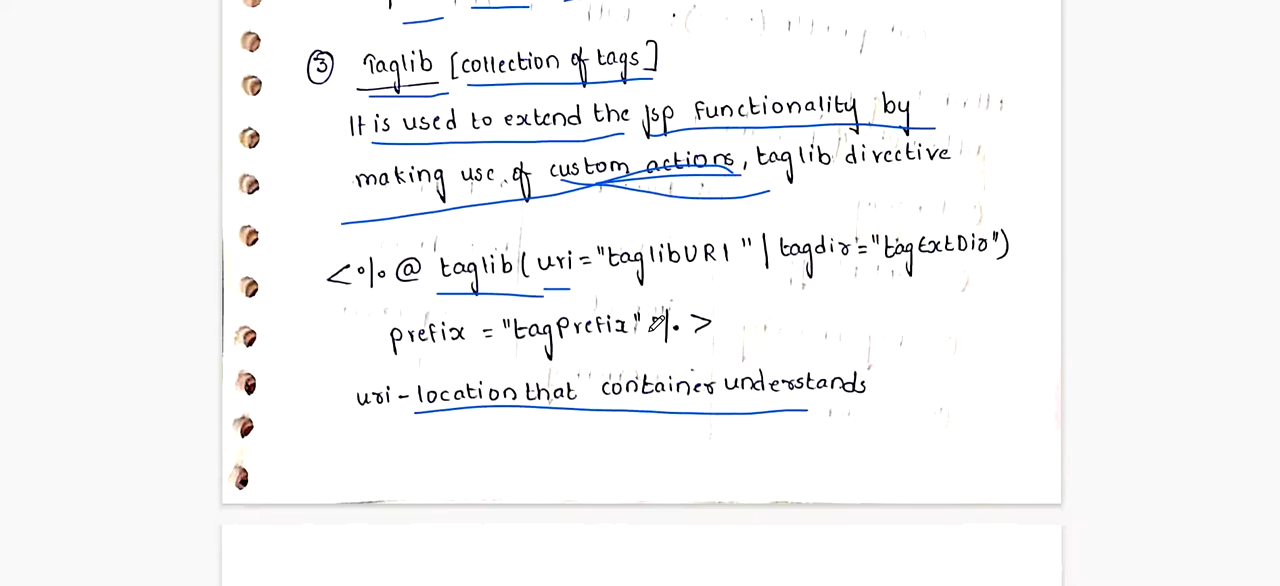 ③ Taglib [collection of tags]
It is used to extend the jsp functionality by
making use of custom actions, taglib directive
<%@ taglib (uri = "taglibURI" | tagdir = "tagExtDir")
prefix = "tagPrefix" %>
uri - location that container understands